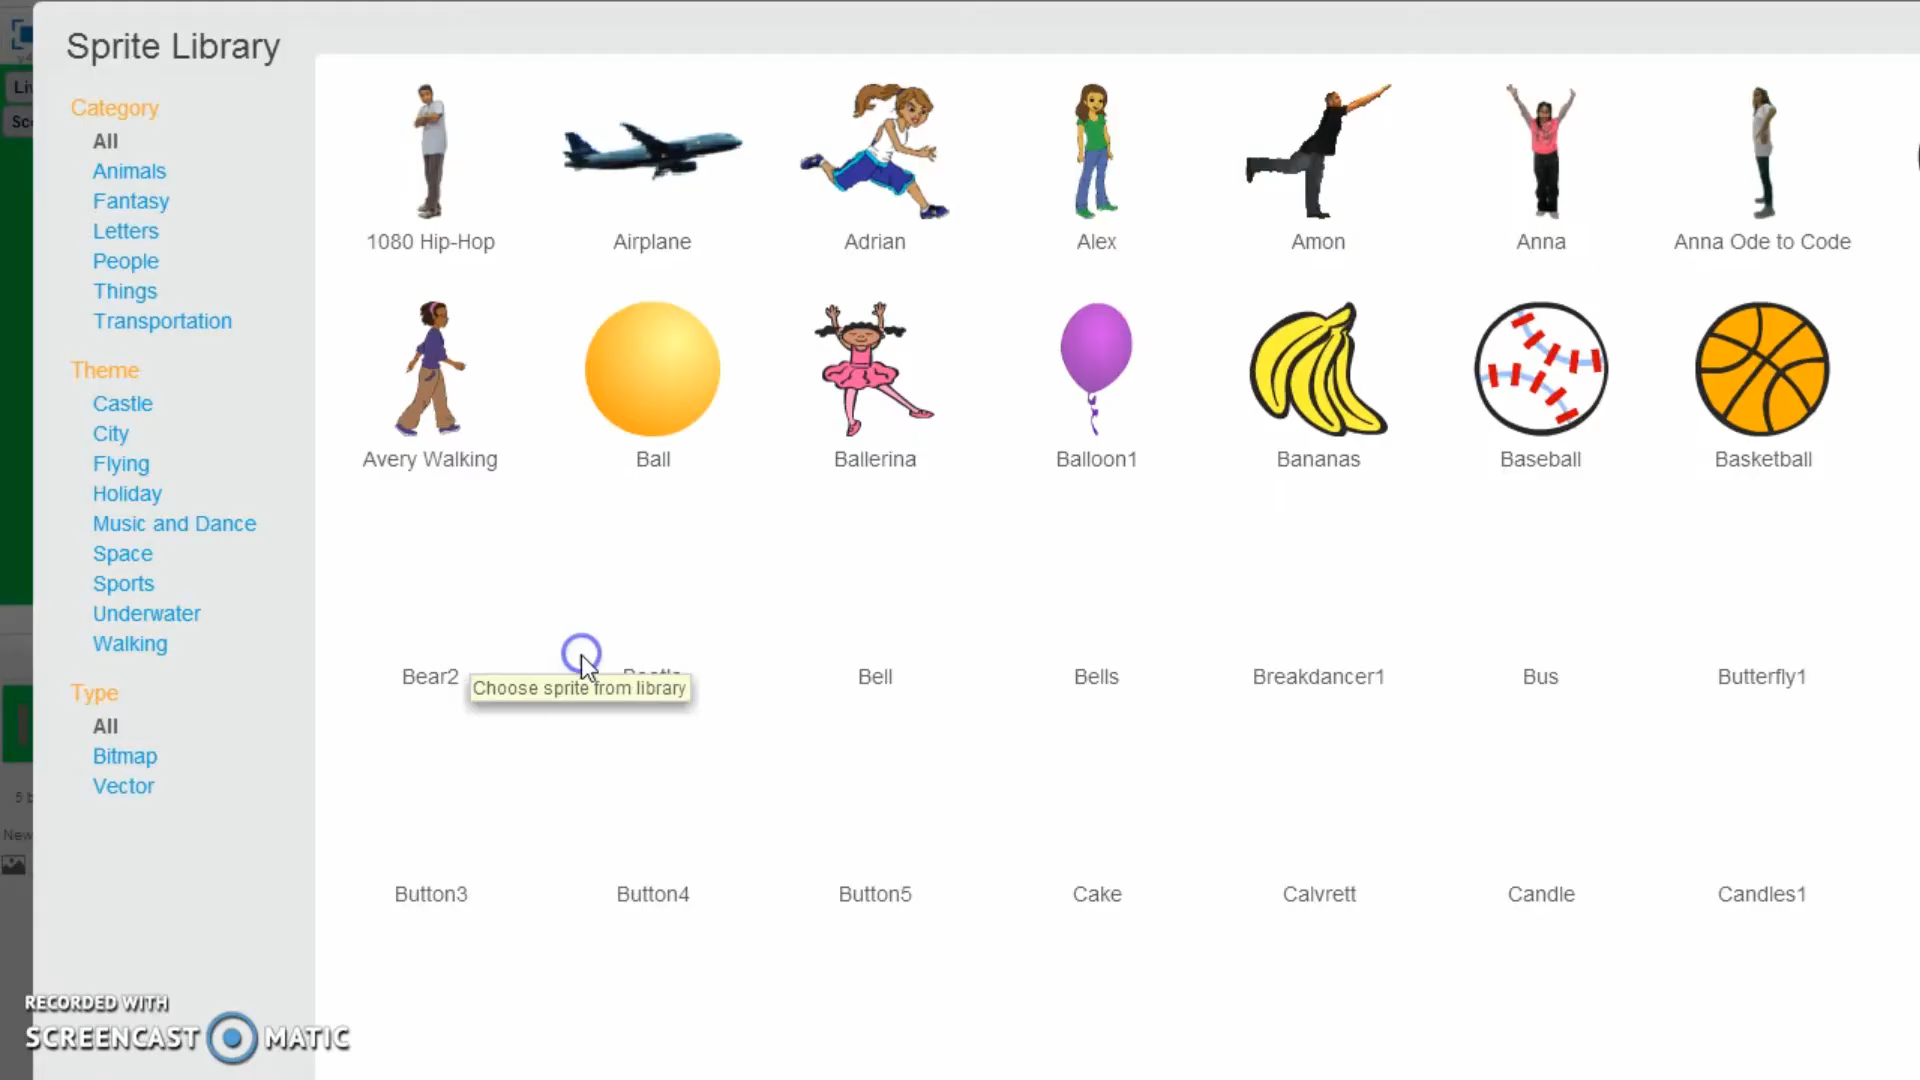 Sprite Library
Category
All
Animals
Fantasy
Letters
People
Things
Transportation
Theme
Castle
City
Flying
Holiday
Music and Dance
Space
Sports
Underwater
Walking
Type
All
Bitmap
Vector
1080 Hip-Hop Airplane Adrian Alex Amon Anna Anna Ode to Code
Avery Walking Ball Ballerina Balloon1 Bananas Baseball Basketball
Bear2 Bell Bells Breakdancer1 Bus Butterfly1
Choose sprite from library
Button3 Button4 Button5 Cake Calvrett Candle Candles1
New
RECORDED WITH
SCREENCAST MATIC